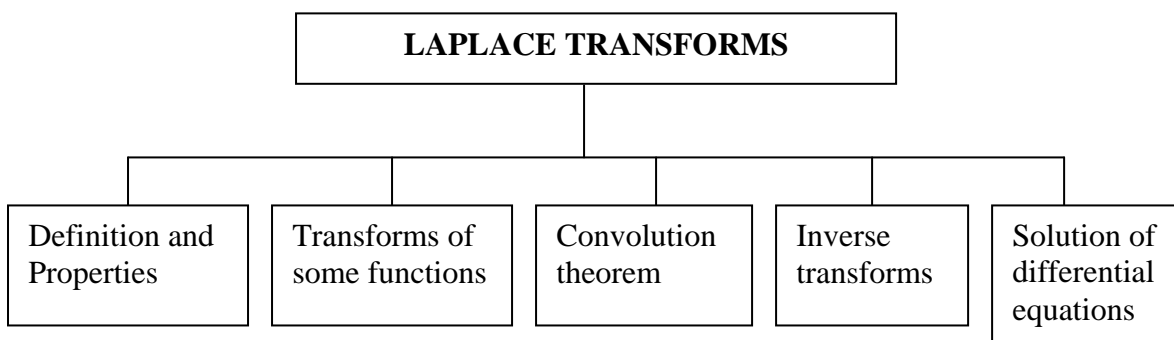 LAPLACE TRANSFORMS
Definition and
Properties
Transforms of
some functions
Convolution
theorem
Inverse
transforms
Solution of
differential
equations